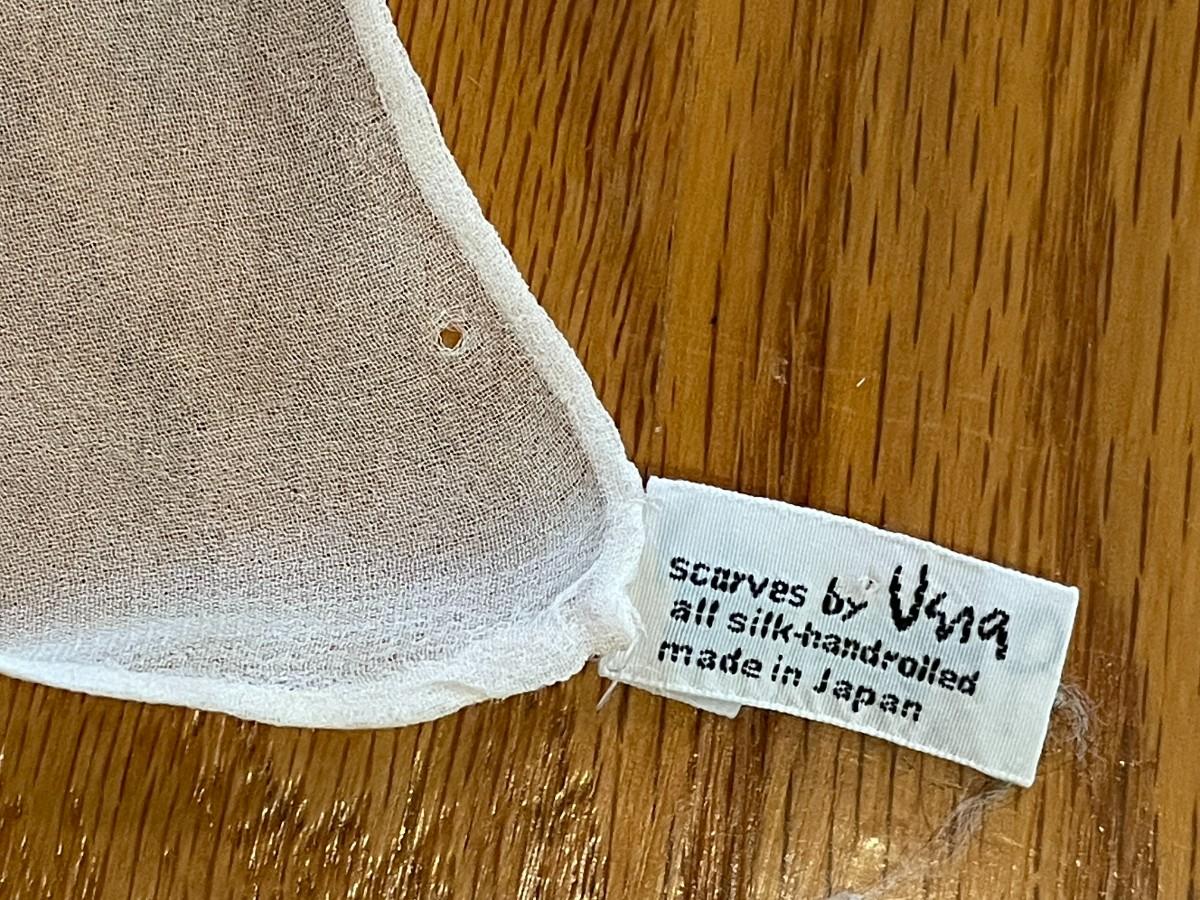 scarves by Vera
all silk-handrolled
made in Japan